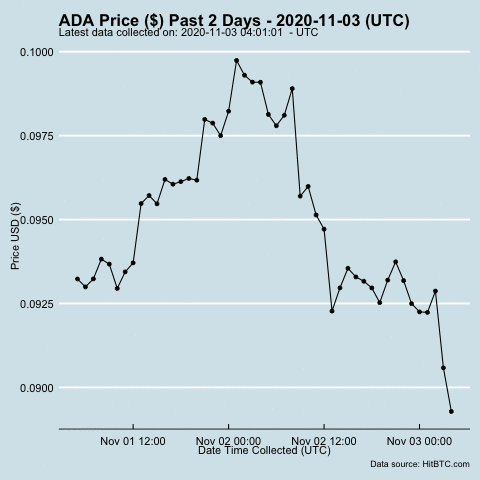 ADA Price ($) Past 2 Days - 2020-11-03 (UTC)
Latest data collected on: 2020-11-03 04:01:01 - UTC
0.1000
0.0975
0.0950
0.0925
0.0900
Price USD ($)
Nov 01 12:00 Nov 02 00:00 Nov 02 12:00 Nov 03 00:00
Date Time Collected (UTC)
Data source: HitBTC.com